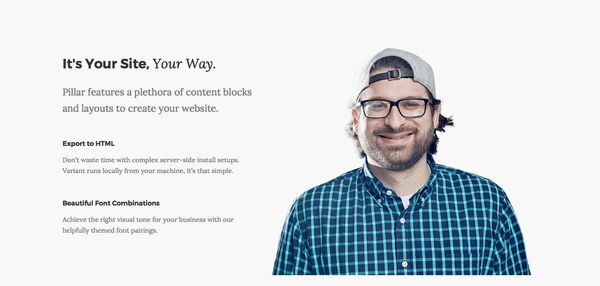 It's Your Site, Your Way.
Pillar features a plethora of content blocks
and layouts to create your website.
Export to HTML
Don't waste time with complex server-side install setups.
Variant runs locally from your machine, it's that simple.
Beautiful Font Combinations
Achieve the right visual tone for your business with our
helpfully themed font pairings.